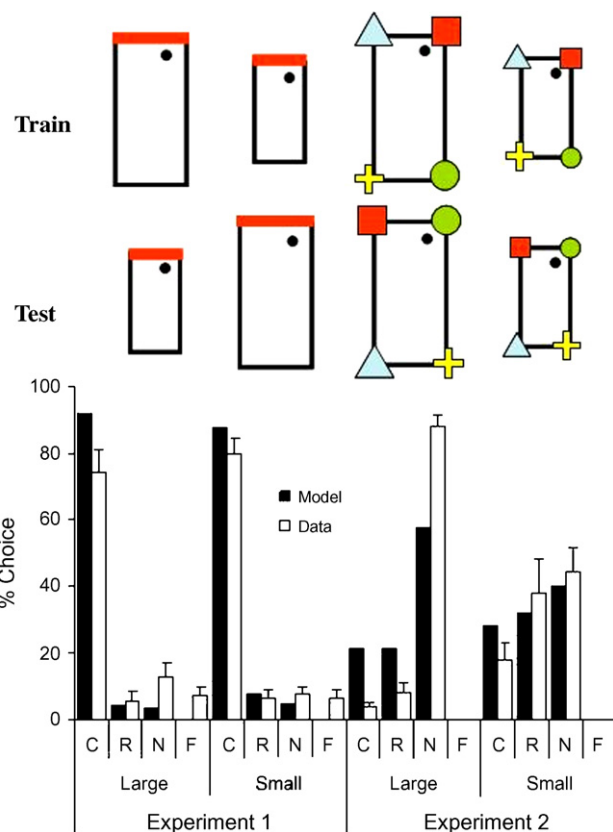 Train
Test
100
80
60
40
20
0
% Choice
Model
Data
C R N F C R N F C R N F C R N F
Large Small Large Small
Experiment 1 Experiment 2